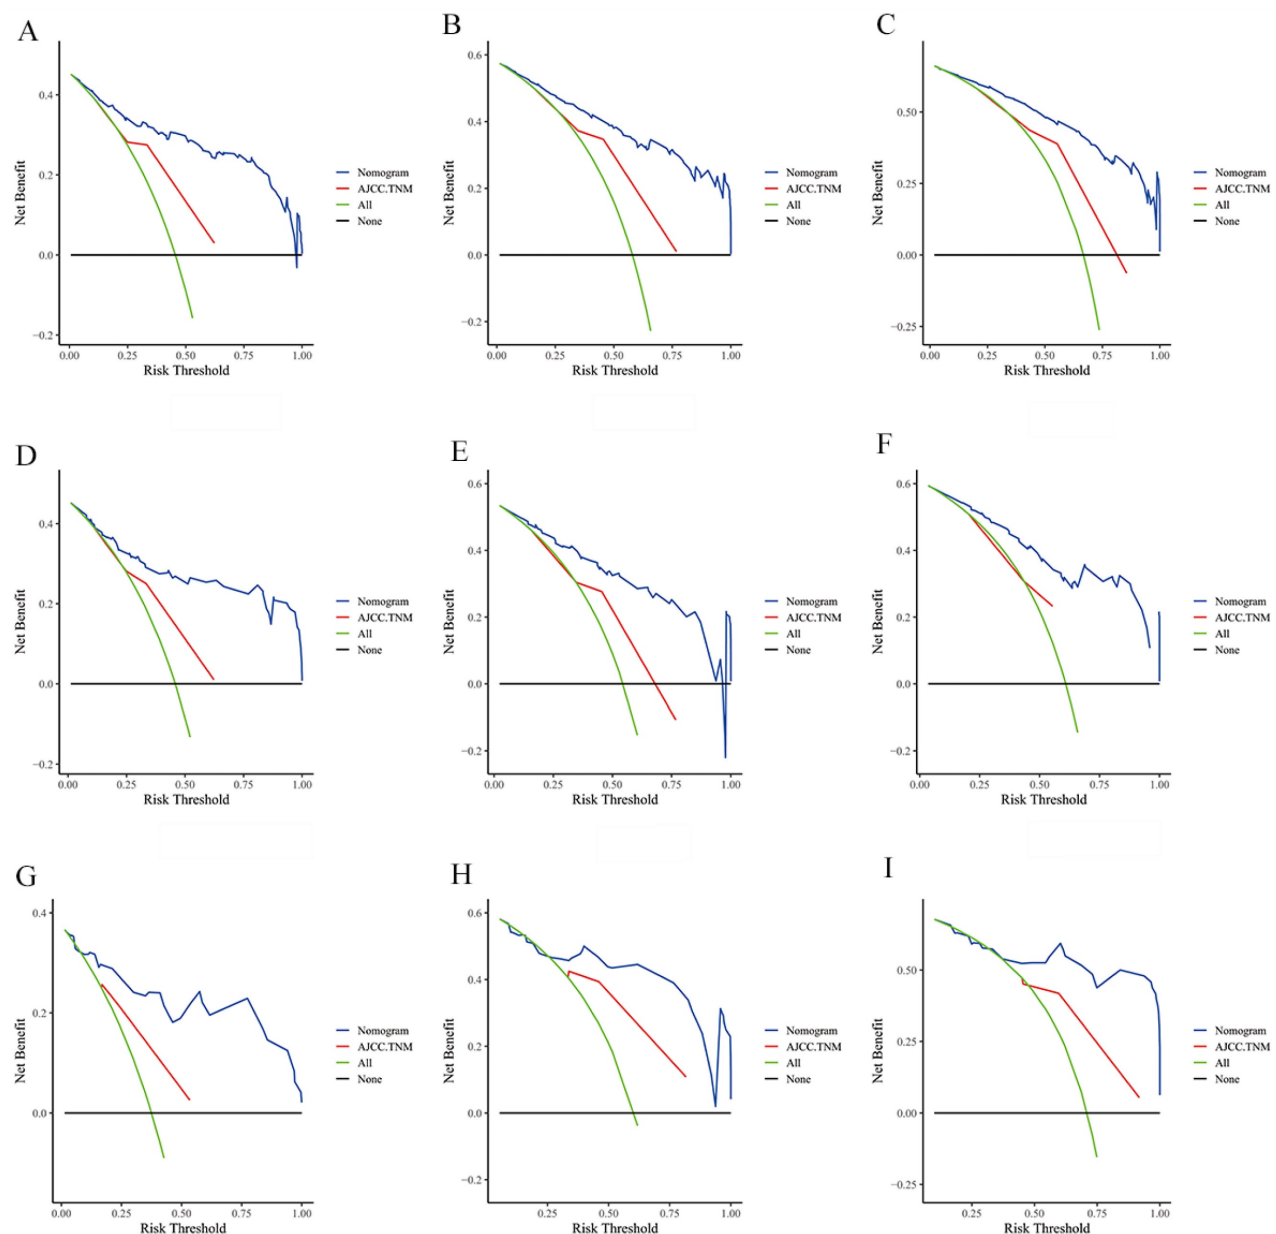 A
Net Benefit
0.4
0.2
0.0
−0.2
0.00 0.25 0.50 0.75 1.00
Risk Threshold
Nomogram
AJCC.TNM
All
None
B
Net Benefit
0.6
0.4
0.2
0.0
−0.2
0.00 0.25 0.50 0.75 1.00
Risk Threshold
Nomogram
AJCC.TNM
All
None
C
Net Benefit
0.50
0.25
0.00
−0.25
0.00 0.25 0.50 0.75 1.00
Risk Threshold
Nomogram
AJCC.TNM
All
None
D
Net Benefit
0.4
0.2
0.0
−0.2
0.00 0.25 0.50 0.75 1.00
Risk Threshold
Nomogram
AJCC.TNM
All
None
E
Net Benefit
0.6
0.4
0.2
0.0
−0.2
0.00 0.25 0.50 0.75 1.00
Risk Threshold
Nomogram
AJCC.TNM
All
None
F
Net Benefit
0.6
0.4
0.2
0.0
−0.2
0.00 0.25 0.50 0.75 1.00
Risk Threshold
Nomogram
AJCC.TNM
All
None
G
Net Benefit
0.4
0.2
0.0
0.00 0.25 0.50 0.75 1.00
Risk Threshold
Nomogram
AJCC.TNM
All
None
H
Net Benefit
0.6
0.4
0.2
0.0
−0.2
0.25 0.50 0.75 1.00
Risk Threshold
Nomogram
AJCC.TNM
All
None
I
Net Benefit
0.50
0.25
0.00
−0.25
0.25 0.50 0.75 1.00
Risk Threshold
Nomogram
AJCC.TNM
All
None